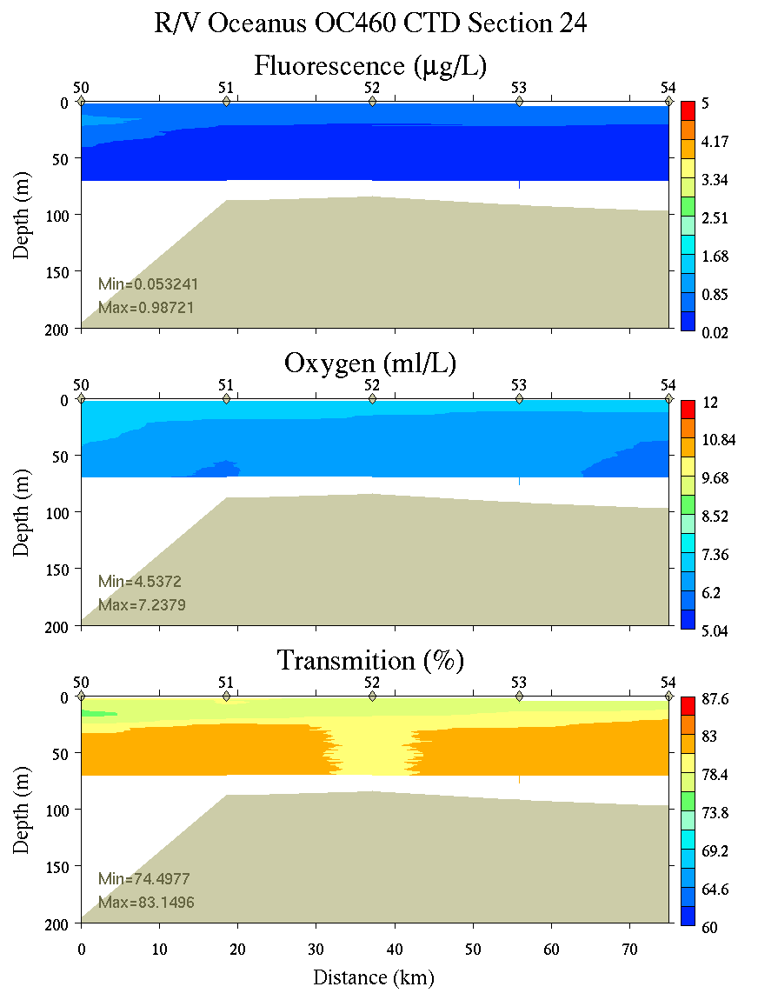 R/V Oceanus OC460 CTD Section 24
Fluorescence (µg/L)
50 51 52 53 54
0
50
100
150
200
Depth (m)
Min=0.053241
Max=0.98721
5
4.17
3.34
2.51
1.68
0.85
0.02
Oxygen (ml/L)
50 51 52 53 54
0
50
100
150
200
Depth (m)
Min=4.5372
Max=7.2379
12
10.84
9.68
8.52
7.36
6.2
5.04
Transmition (%)
50 51 52 53 54
0
50
100
150
200
Depth (m)
Min=74.4977
Max=83.1496
87.6
83
78.4
73.8
69.2
64.6
60
0 10 20 30 40 50 60 70
Distance (km)